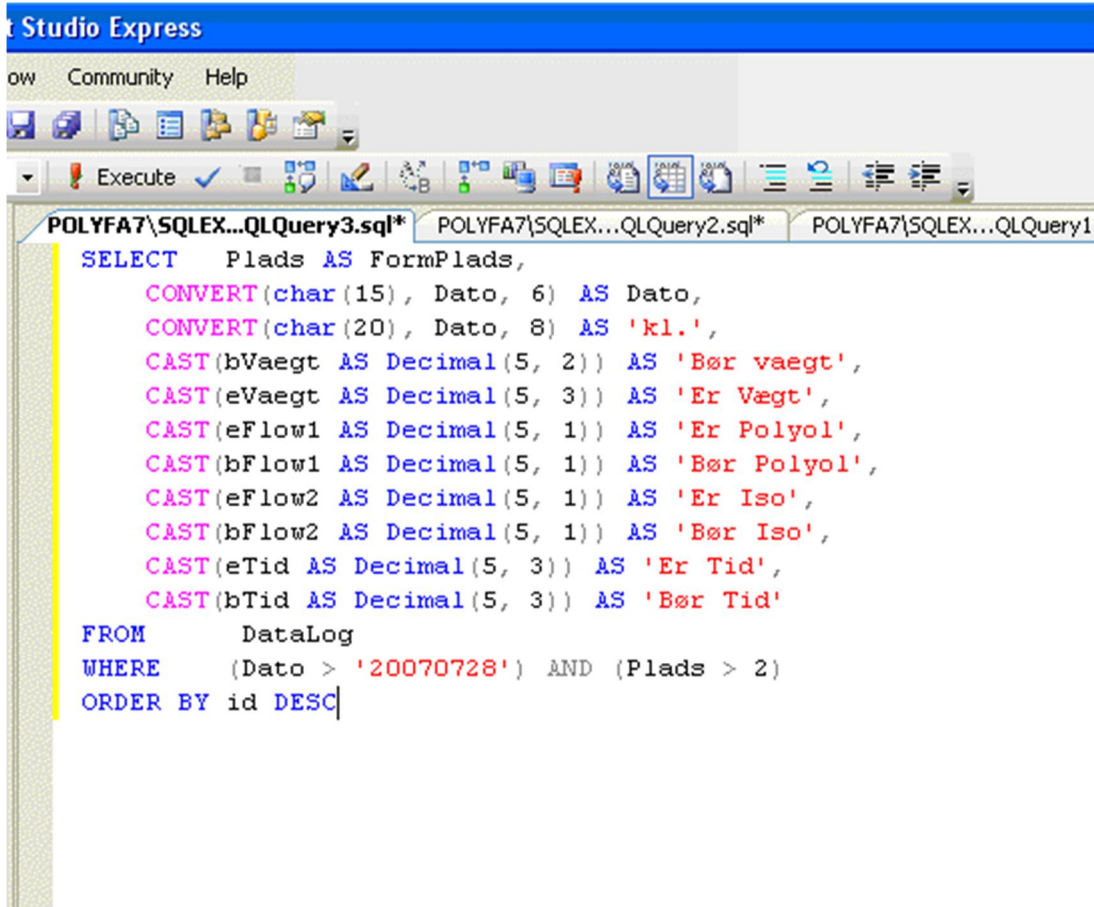 t Studio Express
ow Community Help
Execute
POLYFA7\SQLEX...QLQuery3.sql* POLYFA7\SQLEX...QLQuery2.sql* POLYFA7\SQLEX...QLQuery1
SELECT Plads AS FormPlads,
CONVERT(char(15), Dato, 6) AS Dato,
CONVERT(char(20), Dato, 8) AS 'kl.',
CAST(bVaegt AS Decimal(5, 2)) AS 'Bør vaegt',
CAST(eVaegt AS Decimal(5, 3)) AS 'Er Vægt',
CAST(eFlow1 AS Decimal(5, 1)) AS 'Er Polyol',
CAST(bFlow1 AS Decimal(5, 1)) AS 'Bør Polyol',
CAST(eFlow2 AS Decimal(5, 1)) AS 'Er Iso',
CAST(bFlow2 AS Decimal(5, 1)) AS 'Bør Iso',
CAST(eTid AS Decimal(5, 3)) AS 'Er Tid',
CAST(bTid AS Decimal(5, 3)) AS 'Bør Tid'
FROM DataLog
WHERE (Dato > '20070728') AND (Plads > 2)
ORDER BY id DESC